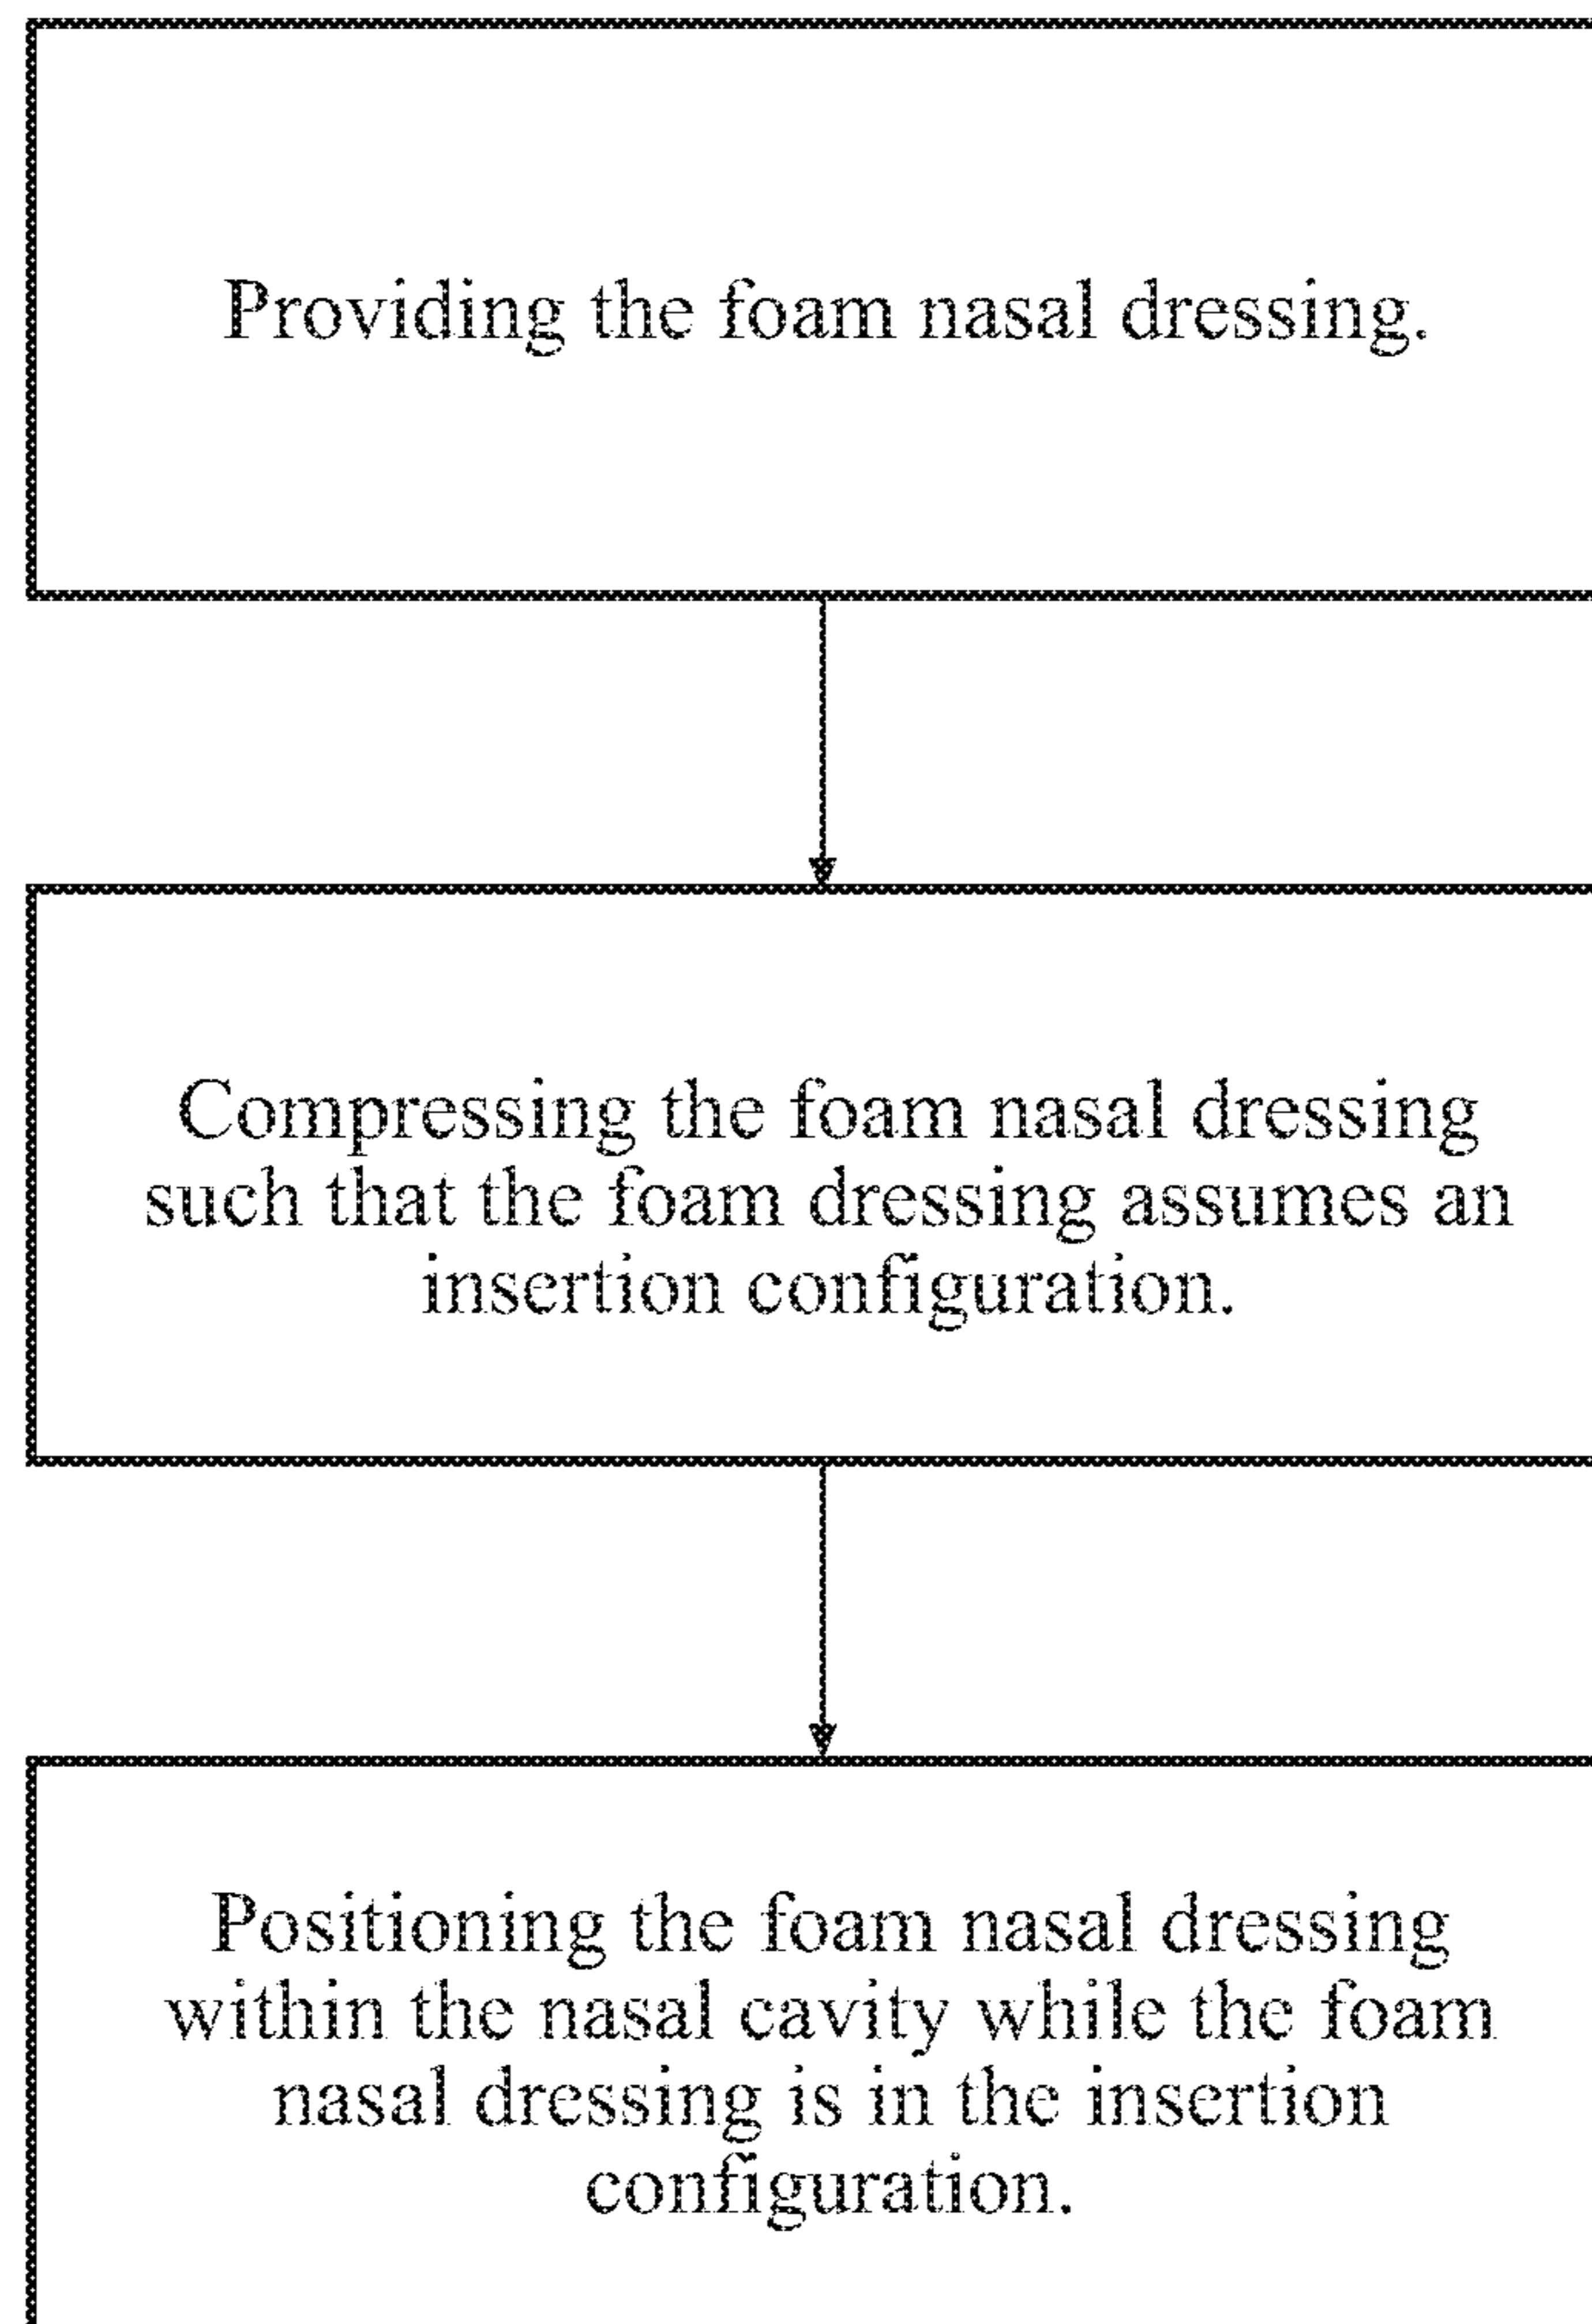 Providing the foam nasal dressing.
Compressing the foam nasal dressing
such that the foam dressing assumes an
insertion configuration.
Positioning the foam nasal dressing
within the nasal cavity while the foam
nasal dressing is in the insertion
configuration.